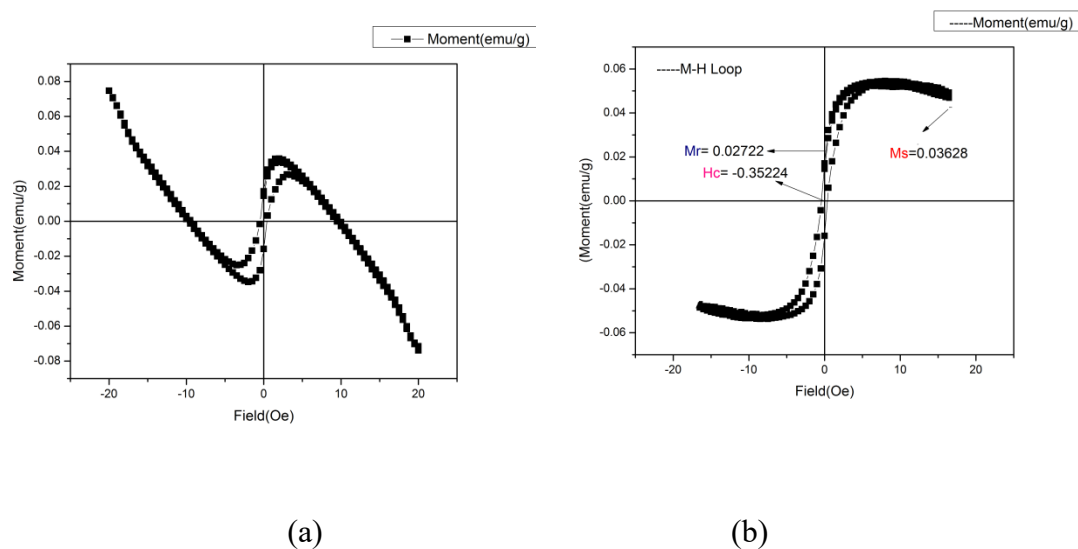 —■— Moment(emu/g)
Moment(emu/g)
0.08
0.06
0.04
0.02
0.00
-0.02
-0.04
-0.06
-0.08
-20
-10
0
10
20
Field(Oe)
(a)
-----Moment(emu/g)
-----M-H Loop
(Moment(emu/g)
0.06
0.04
0.02
0.00
-0.02
-0.04
-0.06
Mr= 0.02722
Hc= -0.35224
Ms=0.03628
-20
-10
0
10
20
Field(Oe)
(b)